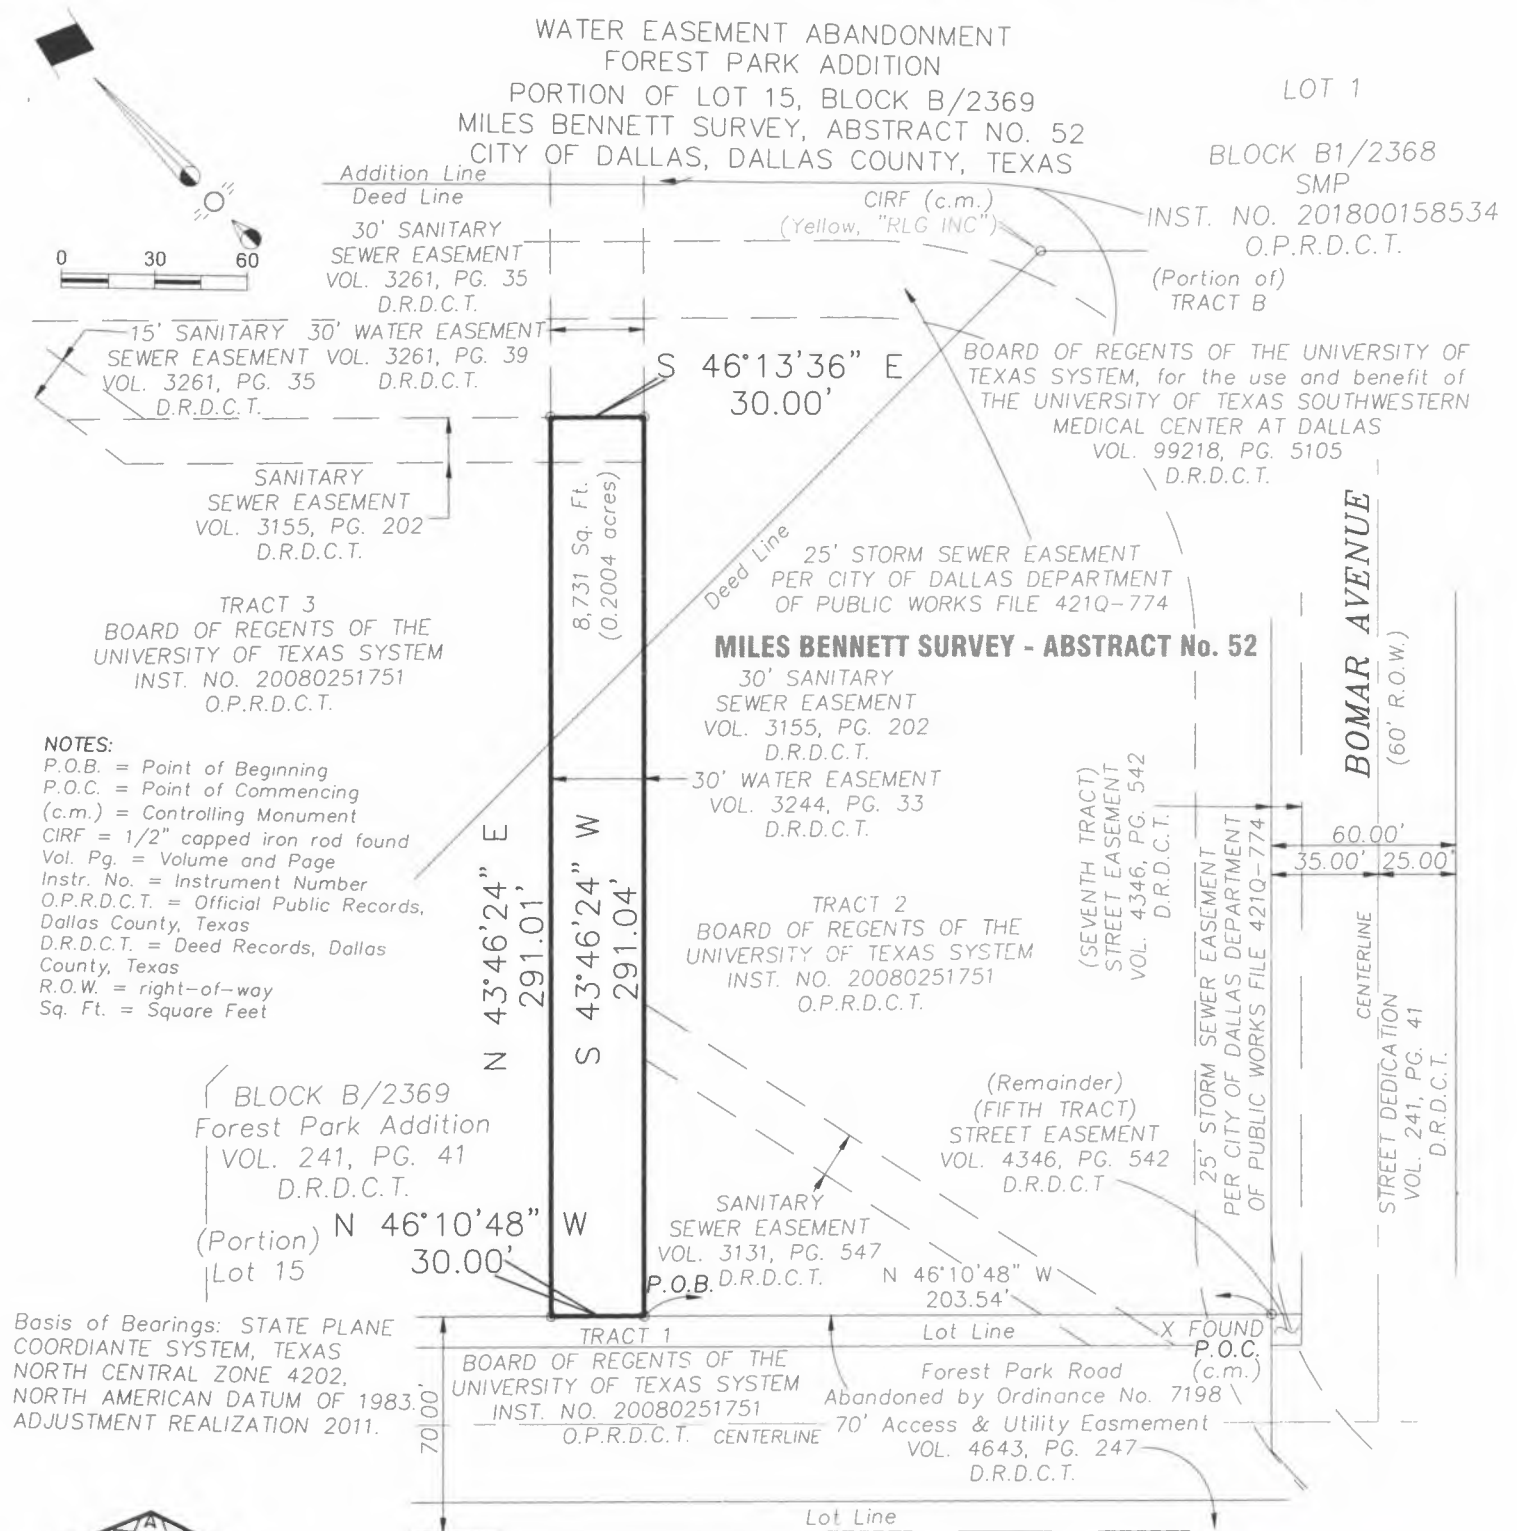 WATER EASEMENT ABANDONMENT
FOREST PARK ADDITION
PORTION OF LOT 15, BLOCK B/2369
MILES BENNETT SURVEY, ABSTRACT NO. 52
CITY OF DALLAS, DALLAS COUNTY, TEXAS
LOT 1
BLOCK B1/2368
SMP
INST. NO. 201800158534
O.P.R.D.C.T.
(Portion of)
TRACT B
Addition Line
Deed Line
CIRF (c.m.)
(Yellow, "RLG INC")
0 30 60
30' SANITARY
SEWER EASEMENT
VOL. 3261, PG. 35
D.R.D.C.T.
15' SANITARY
SEWER EASEMENT
VOL. 3261, PG. 35
D.R.D.C.T.
30' WATER EASEMENT
VOL. 3261, PG. 39
D.R.D.C.T.
S 46°13'36" E
30.00'
BOARD OF REGENTS OF THE UNIVERSITY OF
TEXAS SYSTEM, for the use and benefit of
THE UNIVERSITY OF TEXAS SOUTHWESTERN
MEDICAL CENTER AT DALLAS
VOL. 99218, PG. 5105
D.R.D.C.T.
SANITARY
SEWER EASEMENT
VOL. 3155, PG. 202
D.R.D.C.T.
8,731 Sq. Ft.
(0.2004 acres)
Deed Line
25' STORM SEWER EASEMENT
PER CITY OF DALLAS DEPARTMENT
OF PUBLIC WORKS FILE 421Q-774
BOMAR AVENUE
(60' R.O.W.)
TRACT 3
BOARD OF REGENTS OF THE
UNIVERSITY OF TEXAS SYSTEM
INST. NO. 20080251751
O.P.R.D.C.T.
MILES BENNETT SURVEY - ABSTRACT No. 52
30' SANITARY
SEWER EASEMENT
VOL. 3155, PG. 202
D.R.D.C.T.
30' WATER EASEMENT
VOL. 3244, PG. 33
D.R.D.C.T.
NOTES:
P.O.B. = Point of Beginning
P.O.C. = Point of Commencing
(c.m.) = Controlling Monument
CIRF = 1/2" capped iron rod found
Vol. Pg. = Volume and Page
Instr. No. = Instrument Number
O.P.R.D.C.T. = Official Public Records,
Dallas County, Texas
D.R.D.C.T. = Deed Records, Dallas
County, Texas
R.O.W. = right-of-way
Sq. Ft. = Square Feet
N 43°46'24" E
291.01'
S 43°46'24" W
291.04'
(SEVENTH TRACT)
STREET EASEMENT
VOL. 4346, PG. 542
D.R.D.C.T.
25' STORM SEWER EASEMENT
PER CITY OF DALLAS DEPARTMENT
OF PUBLIC WORKS FILE 421Q-774
60.00'
35.00'
25.00'
CENTERLINE
STREET DEDICATION
VOL. 241, PG. 41
D.R.D.C.T.
TRACT 2
BOARD OF REGENTS OF THE
UNIVERSITY OF TEXAS SYSTEM
INST. NO. 20080251751
O.P.R.D.C.T.
BLOCK B/2369
Forest Park Addition
VOL. 241, PG. 41
D.R.D.C.T.
(Portion)
Lot 15
(Remainder)
(FIFTH TRACT)
STREET EASEMENT
VOL. 4346, PG. 542
D.R.D.C.T
SANITARY
SEWER EASEMENT
VOL. 3131, PG. 547
D.R.D.C.T.
N 46°10'48" W
30.00'
P.O.B.
N 46°10'48" W
203.54'
Basis of Bearings: STATE PLANE
COORDIANTE SYSTEM, TEXAS
NORTH CENTRAL ZONE 4202,
NORTH AMERICAN DATUM OF 1983.
ADJUSTMENT REALIZATION 2011.
70.00'
TRACT 1
BOARD OF REGENTS OF THE
UNIVERSITY OF TEXAS SYSTEM
INST. NO. 20080251751
O.P.R.D.C.T.
CENTERLINE
Lot Line
X FOUND
P.O.C.
(c.m.)
Forest Park Road
Abandoned by Ordinance No. 7198
70' Access & Utility Easmement
VOL. 4643, PG. 247
D.R.D.C.T.
Lot Line
A